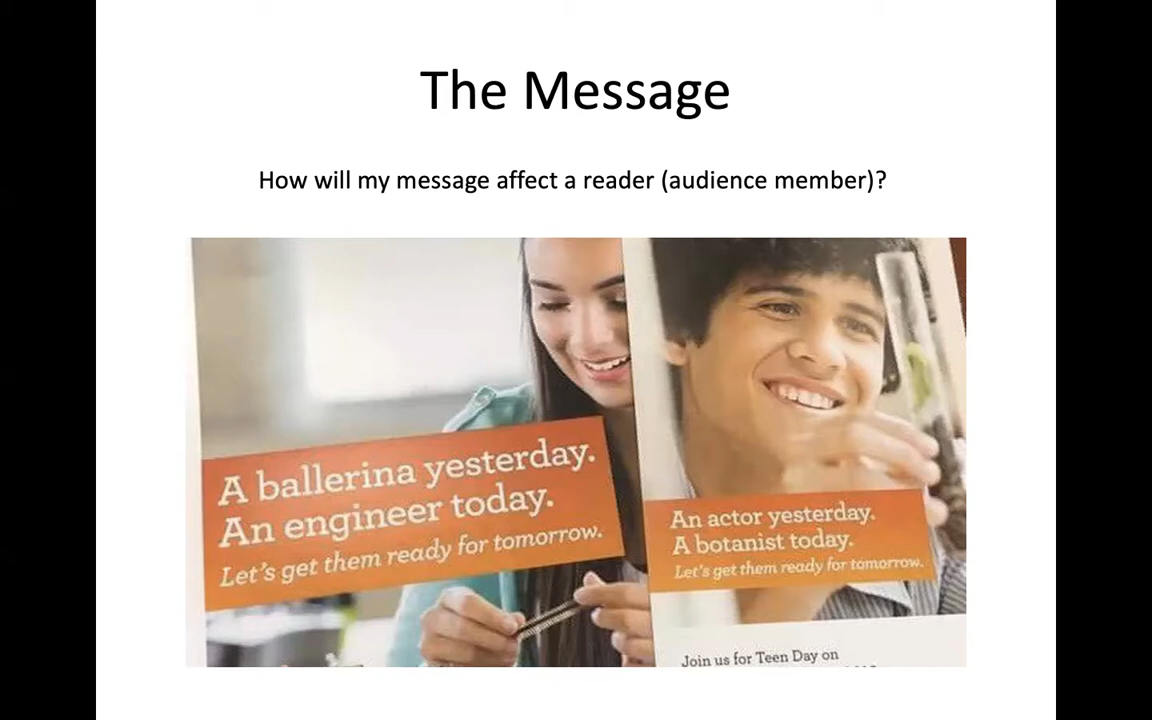 The Message
How will my message affect a reader (audience member)?
A ballerina yesterday.
An engineer today.
Let's get them ready for tomorrow.
An actor yesterday.
A botanist today.
Let's get them ready for tomorrow.
Join us for Teen Day on